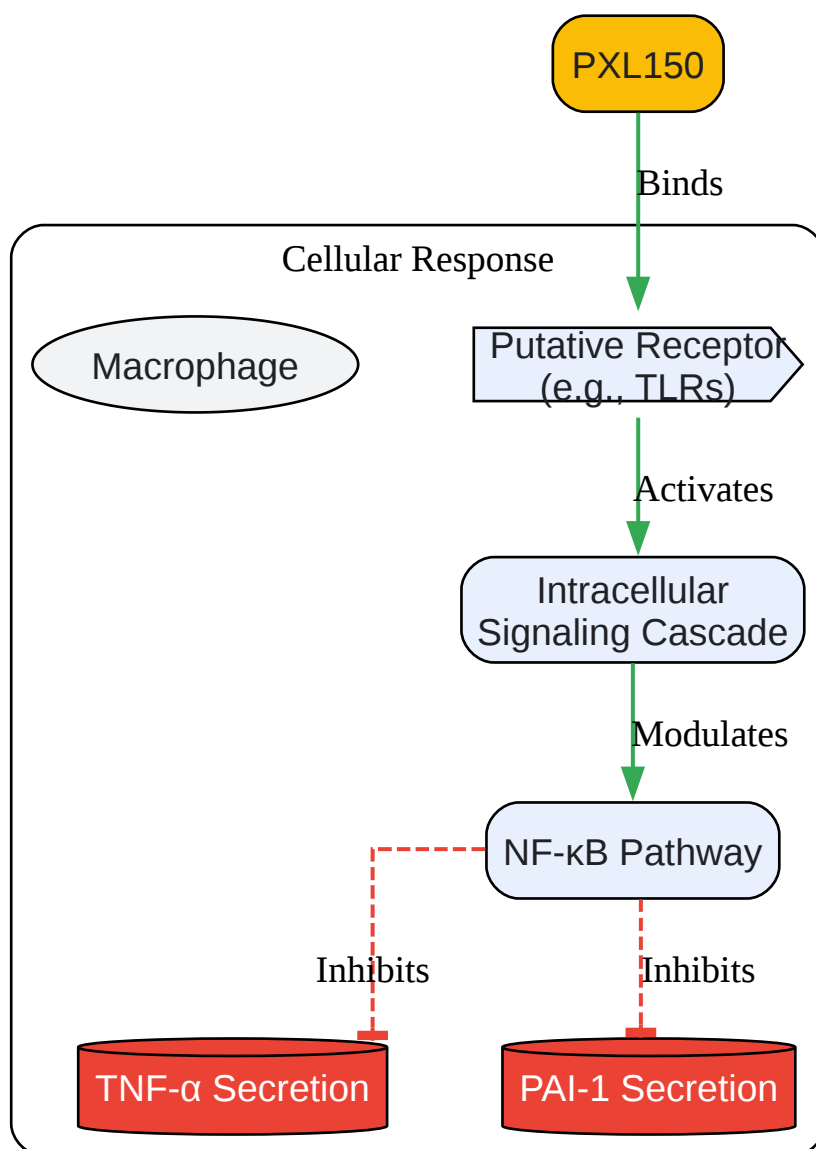 PXL150
Binds
Cellular Response
Macrophage
Putative Receptor
(e.g., TLRs)
Activates
Intracellular
Signaling Cascade
Modulates
NF-κB Pathway
Inhibits
Inhibits
TNF-α Secretion
PAI-1 Secretion